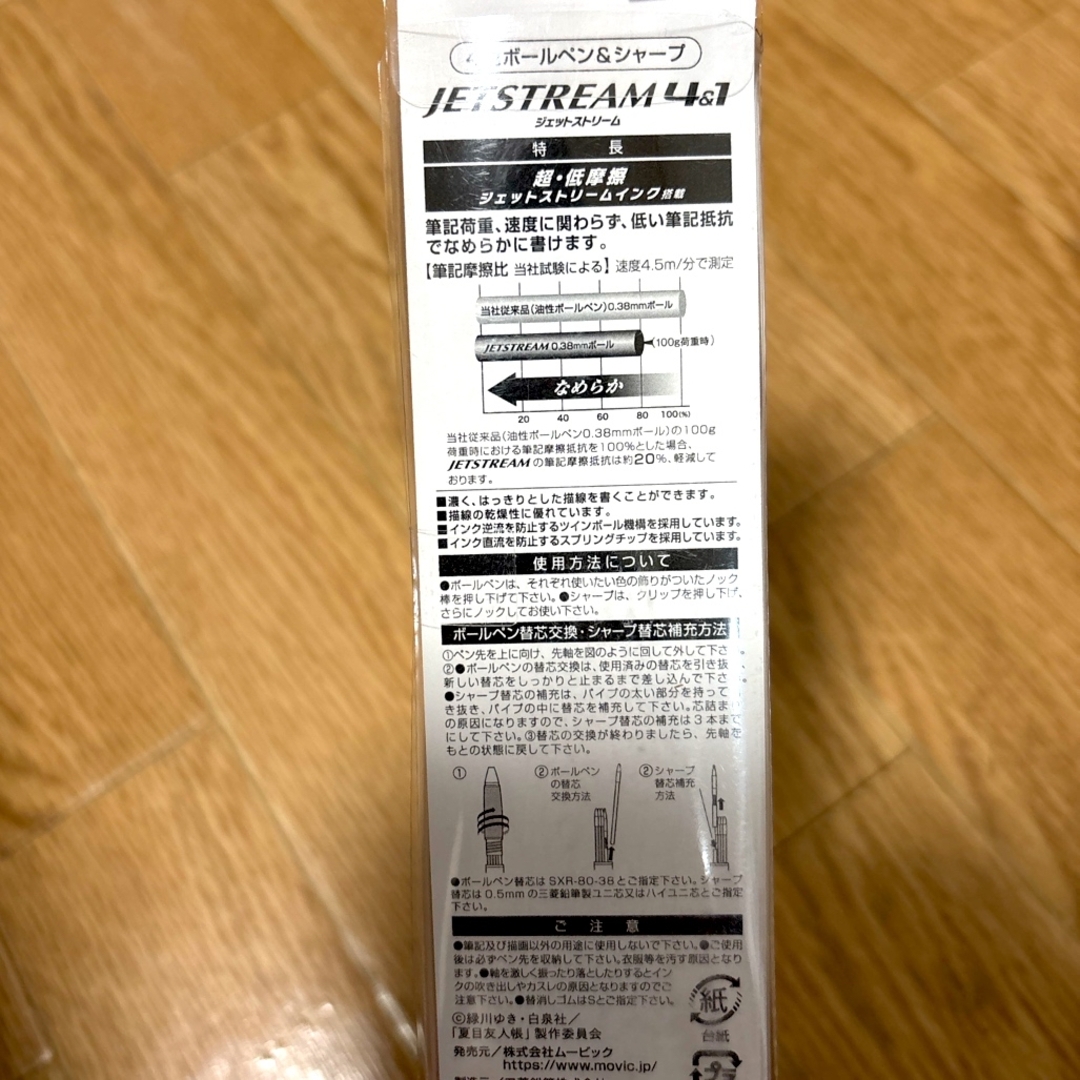 ボールペン&シャープ
JETSTREAM 4&1
ジェットストリーム
特長
超・低摩擦
ジェットストリームインク搭載
筆記荷重、速度に関わらず、低い筆記抵抗
でなめらかに書けます。
【筆記摩擦比 当社試験による】速度4.5m/分で測定
当社従来品(油性ボールペン)0.38mmボール
JETSTREAM 0.38mmボール
(100g荷重時)
なめらか
20 40 60 80 100(%)
当社従来品(油性ボールペン0.38mmボール)の100g
荷重時における筆記摩擦抵抗を100%とした場合、
JETSTREAMの筆記摩擦抵抗は約20%、軽減して
おります。
■濃く、はっきりとした描線を書くことができます。
■描線の乾燥性に優れています。
■インク逆流を防止するツインボール機構を採用しています。
■インク直流を防止するスプリングチップを採用しています。
使用方法について
●ボールペンは、それぞれ使いたい色の飾りがついたノック
棒を押し下げて下さい。●シャープは、クリップを押し下げ、
さらにノックしてお使い下さい。
ボールペン替芯交換・シャープ替芯補充方法
①ペン先を上に向け、先軸を図のように回して外して下さ
②●ボールペンの替芯交換は、使用済みの替芯を引き抜
新しい替芯をしっかりと止まるまで差し込んで下さ
●シャープ替芯の補充は、パイプの太い部分を持って
き抜き、パイプの中に替芯を補充して下さい。芯詰ま
の原因になりますので、シャープ替芯の補充は3本まで
にして下さい。③替芯の交換が終わりましたら、先軸を
もとの状態に戻して下さい。
①
②ボールペン
の替芯
交換方法
②シャープ
替芯補充
方法
●ボールペン替芯はSXR-80-38とご指定下さい。シャープ
替芯は0.5mmの三菱鉛筆製ユニ芯又はハイユニ芯とご指定
下さい。
ご注意
●筆記及び描画以外の用途に使用しないで下さい。●ご使用
後は必ずペン先を収納して下さい。衣服等を汚す原因となり
ます。●軸を激しく振ったり落としたりするとイン
クの吹き出しやカスレの原因となりますのでご
注意下さい。●替消しゴムはSとご指定下さい。
紙
台紙
©緑川ゆき・白泉社/
「夏目友人帳」製作委員会
発売元/株式会社ムービック
https://www.movic.jp/
プラ